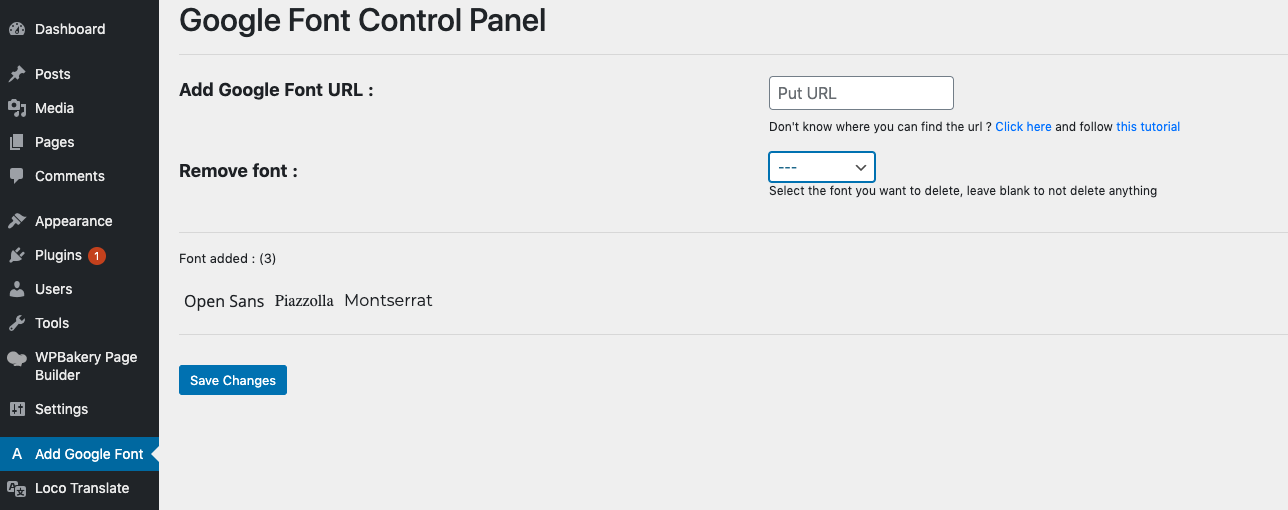 Dashboard
Posts
Media
Pages
Comments
Appearance
Plugins 1
Users
Tools
WPBakery Page
Builder
Settings
A Add Google Font
Loco Translate
Google Font Control Panel
Add Google Font URL :
Put URL
Don't know where you can find the url ? Click here and follow this tutorial
Remove font :
---
Select the font you want to delete, leave blank to not delete anything
Font added : (3)
Open Sans Piazzolla Montserrat
Save Changes